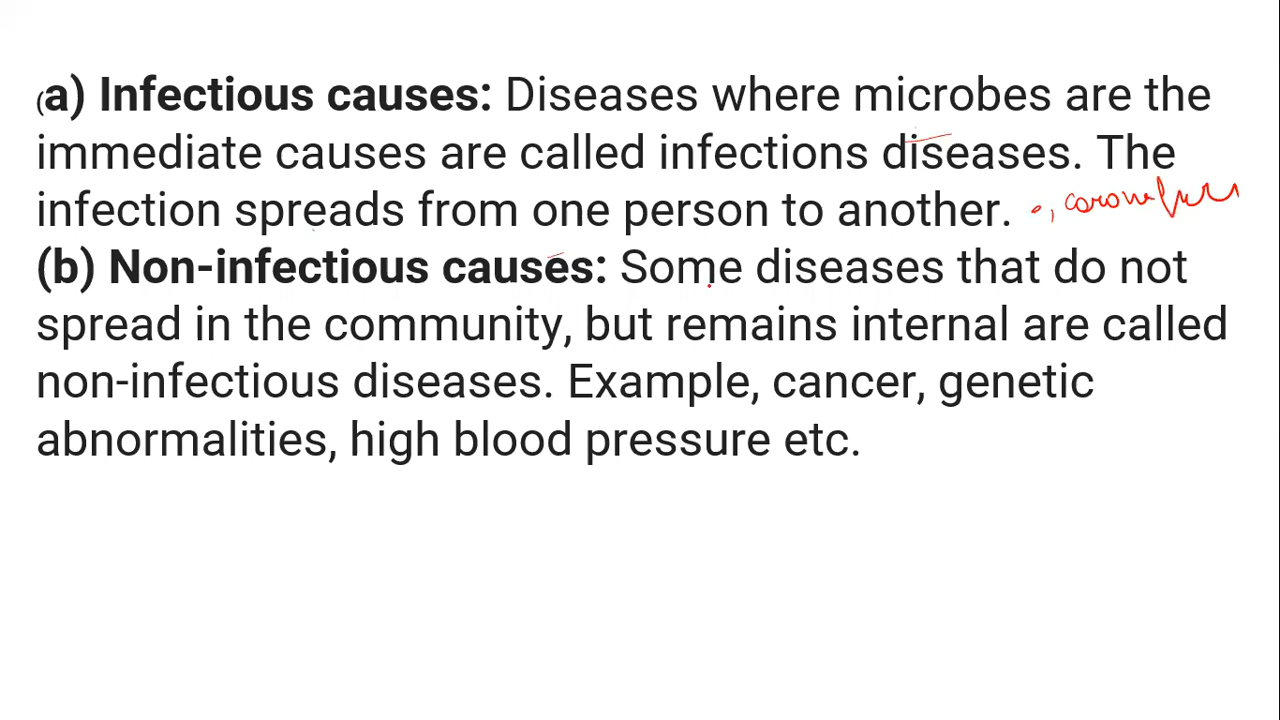 (a) Infectious causes: Diseases where microbes are the
immediate causes are called infections diseases. The
infection spreads from one person to another.
(b) Non-infectious causes: Some diseases that do not
spread in the community, but remains internal are called
non-infectious diseases. Example, cancer, genetic
abnormalities, high blood pressure etc.